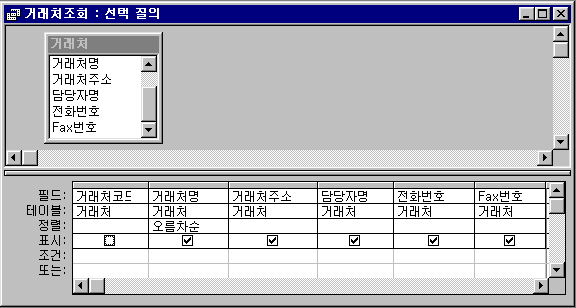 거래처조회 : 선택 질의
거래처
거래처명
거래처주소
담당자명
전화번호
Fax번호
필드: 거래처코드 거래처명 거래처주소 담당자명 전화번호 Fax번호
테이블: 거래처 거래처 거래처 거래처 거래처 거래처
정렬: 오름차순
표시:
조건:
또는: